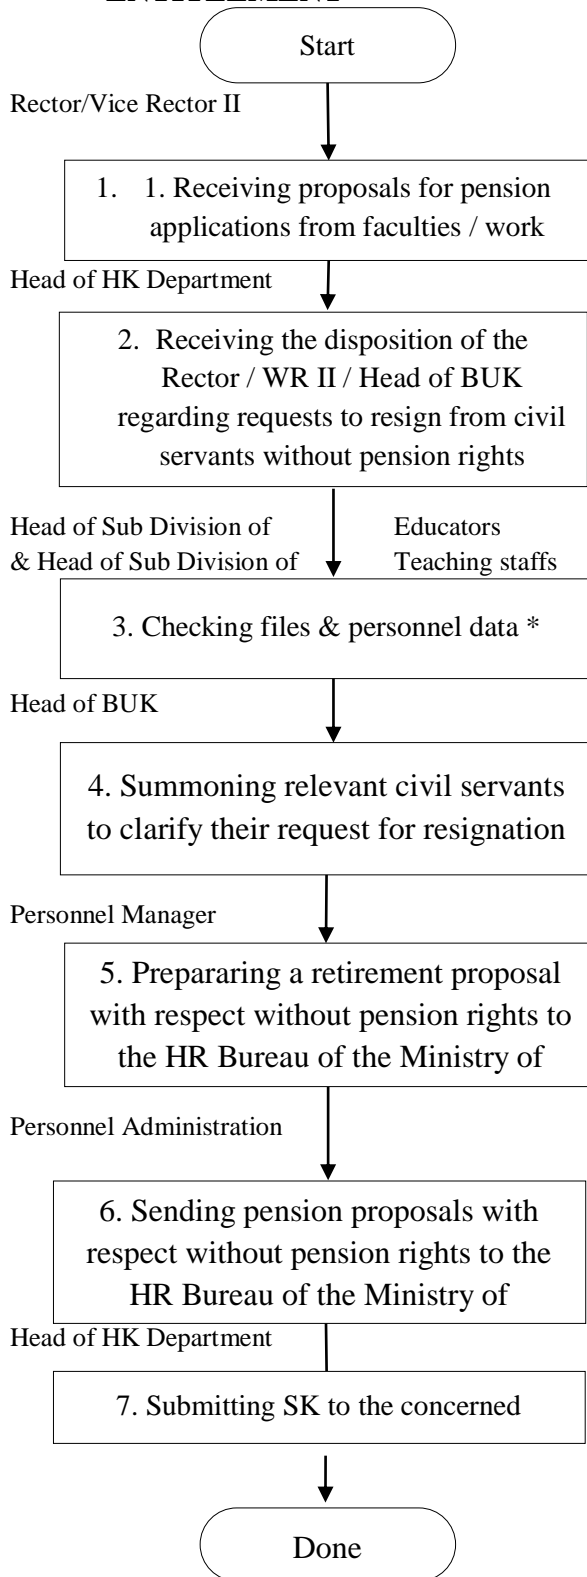 Start
Rector/Vice Rector II
1. 1. Receiving proposals for pension
applications from faculties / work
Head of HK Department
2. Receiving the disposition of the
Rector / WR II / Head of BUK
regarding requests to resign from civil
servants without pension rights
Head of Sub Division of Educators
& Head of Sub Division of Teaching staffs
3. Checking files & personnel data *
Head of BUK
4. Summoning relevant civil servants
to clarify their request for resignation
Personnel Manager
5. Prepararing a retirement proposal
with respect without pension rights to
the HR Bureau of the Ministry of
Personnel Administration
6. Sending pension proposals with
respect without pension rights to the
HR Bureau of the Ministry of
Head of HK Department
7. Submitting SK to the concerned
Done